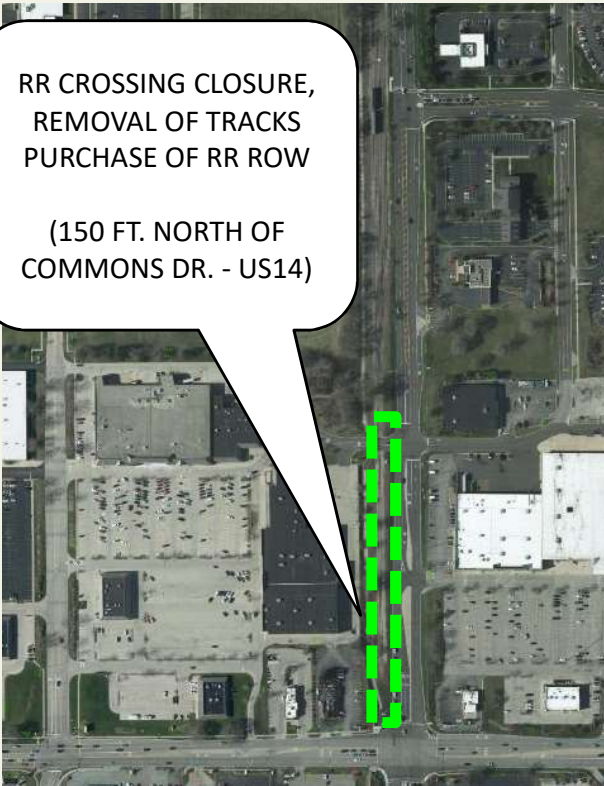 RR CROSSING CLOSURE,
REMOVAL OF TRACKS
PURCHASE OF RR ROW
(150 FT. NORTH OF
COMMONS DR. - US14)